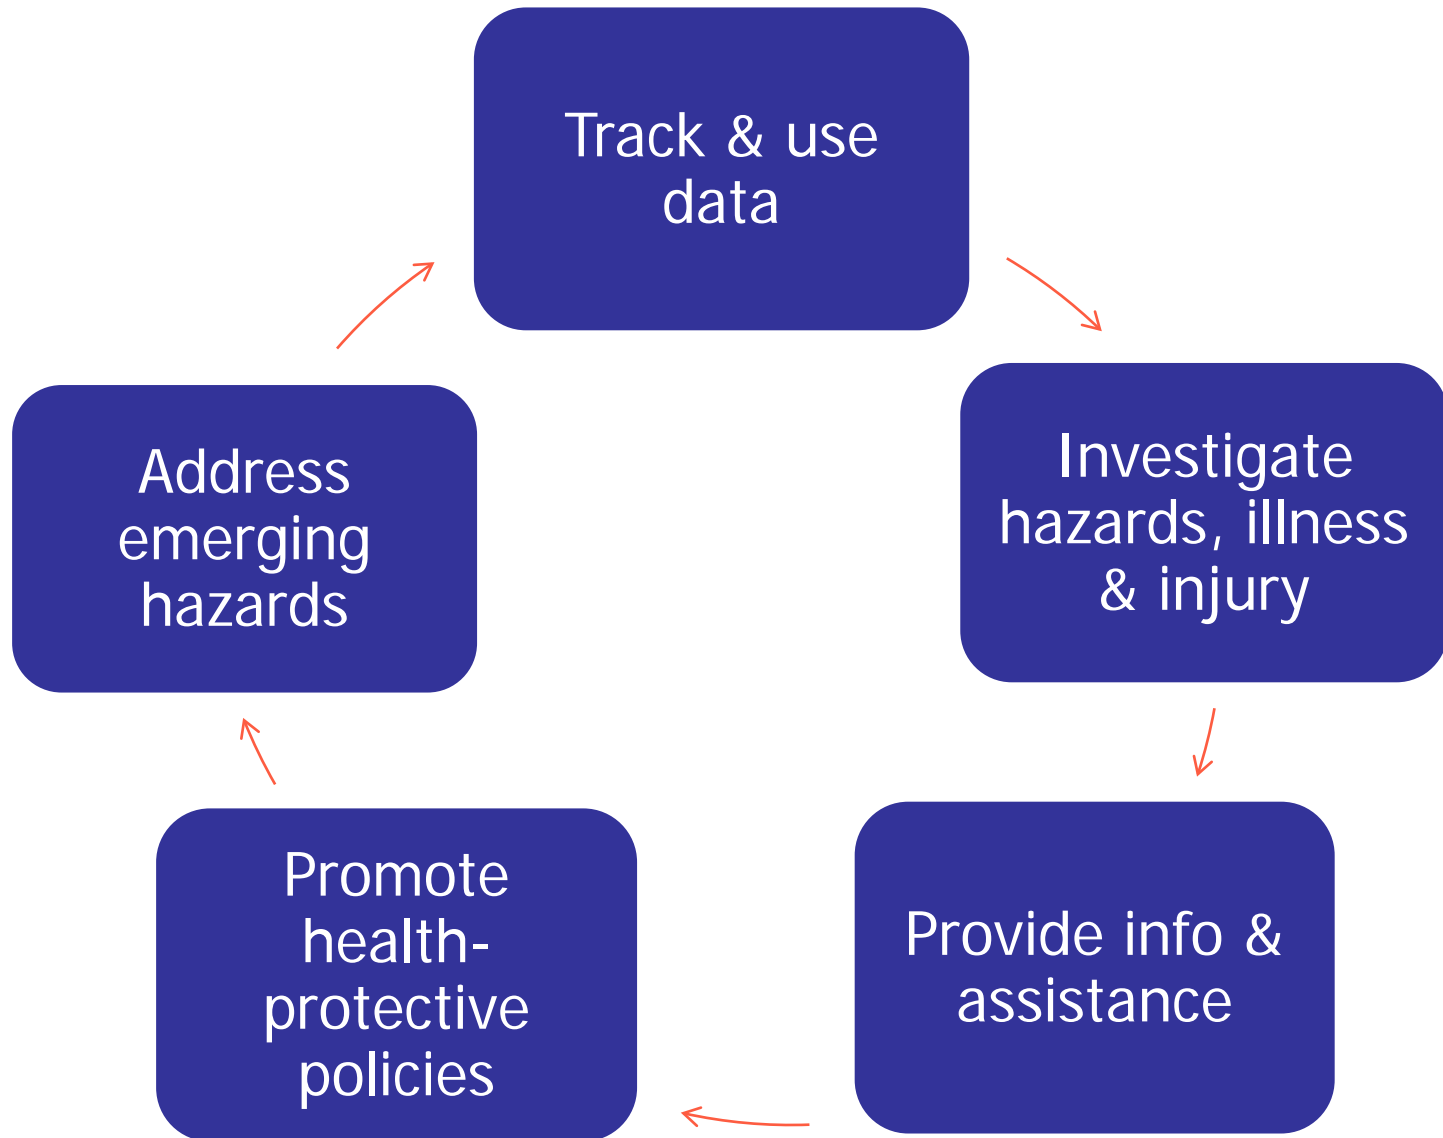 Track & use
data
Investigate
hazards, illness
& injury
Provide info &
assistance
Promote
health-
protective
policies
Address
emerging
hazards